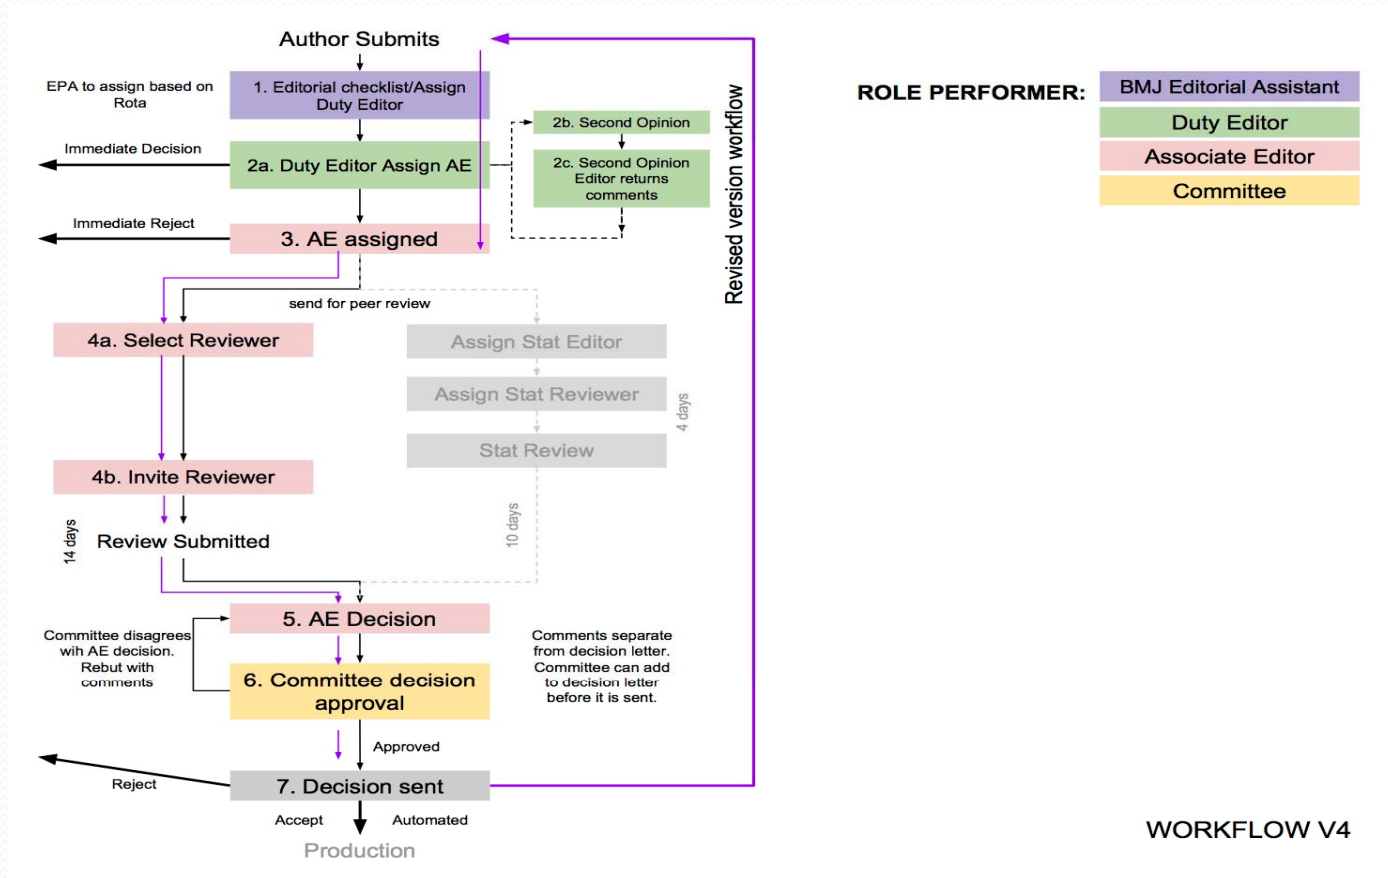 Author Submits
EPA to assign based on
Rota
1. Editorial checklist/Assign
Duty Editor
Immediate Decision
2a. Duty Editor Assign AE
2b. Second Opinion
2c. Second Opinion
Editor returns
comments
Immediate Reject
3. AE assigned
send for peer review
4a. Select Reviewer
Assign Stat Editor
Assign Stat Reviewer
4 days
Stat Review
4b. Invite Reviewer
14 days
Review Submitted
10 days
5. AE Decision
Committee disagrees
wih AE decision.
Rebut with
comments
6. Committee decision
approval
Comments separate
from decision letter.
Committee can add
to decision letter
before it is sent.
Approved
Reject
7. Decision sent
Accept
Automated
Production
Revised version workflow
ROLE PERFORMER:
BMJ Editorial Assistant
Duty Editor
Associate Editor
Committee
WORKFLOW V4